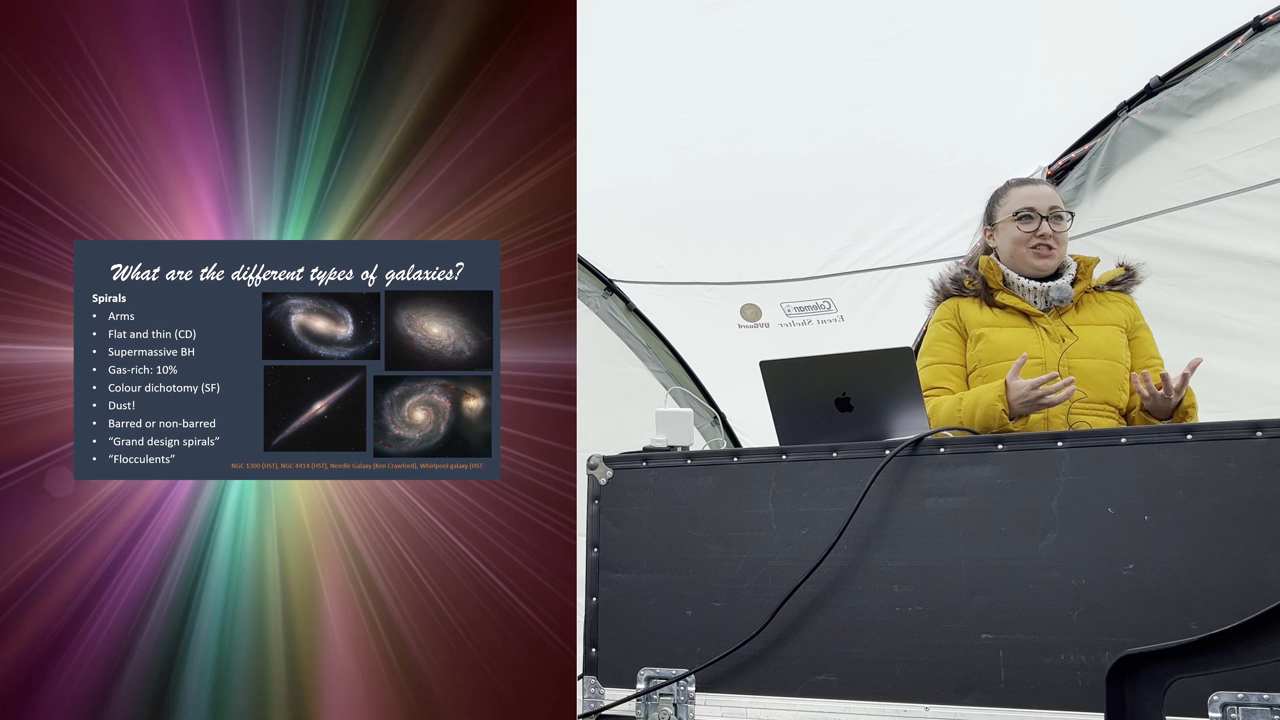 What are the different types of galaxies?
Spirals
• Arms
• Flat and thin (CD)
• Supermassive BH
• Gas-rich: 10%
• Colour dichotomy (SF)
• Dust!
• Barred or non-barred
• “Grand design spirals”
• “Flocculents”
NGC 1300 (HST), NGC 4414 (HST), Needle Galaxy (Ken Crawford), Whirlpool galaxy (HST
Coleman
Event Shelter
UVGuard